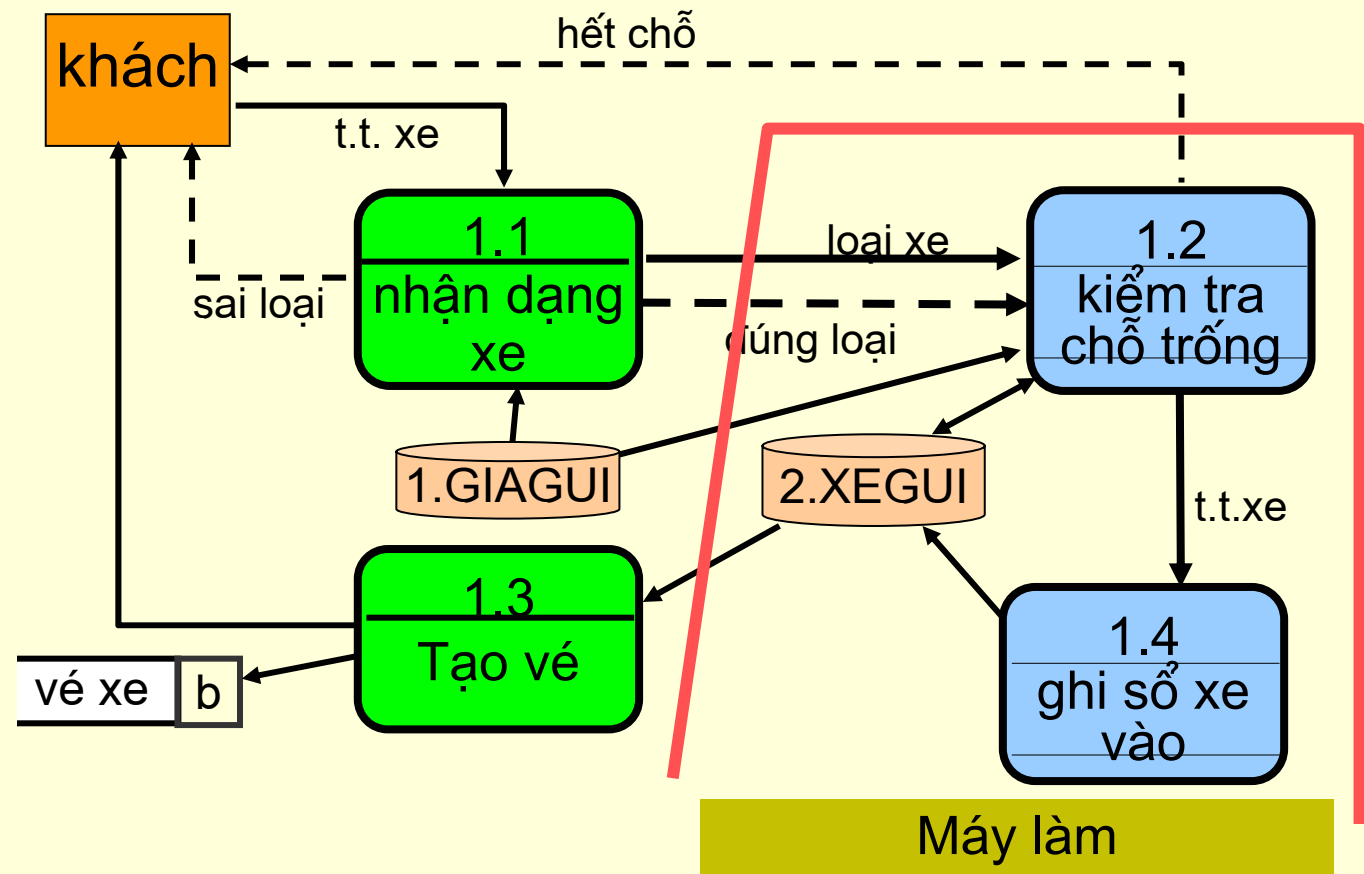 hết chỗ
khách
t.t. xe
1.1
nhận dạng
xe
sai loại
loại xe
đúng loại
1.2
kiểm tra
chỗ trống
1.GIAGUI
2.XEGUI
t.t.xe
1.3
Tạo vé
vé xe
b
1.4
ghi sổ xe
vào
Máy làm